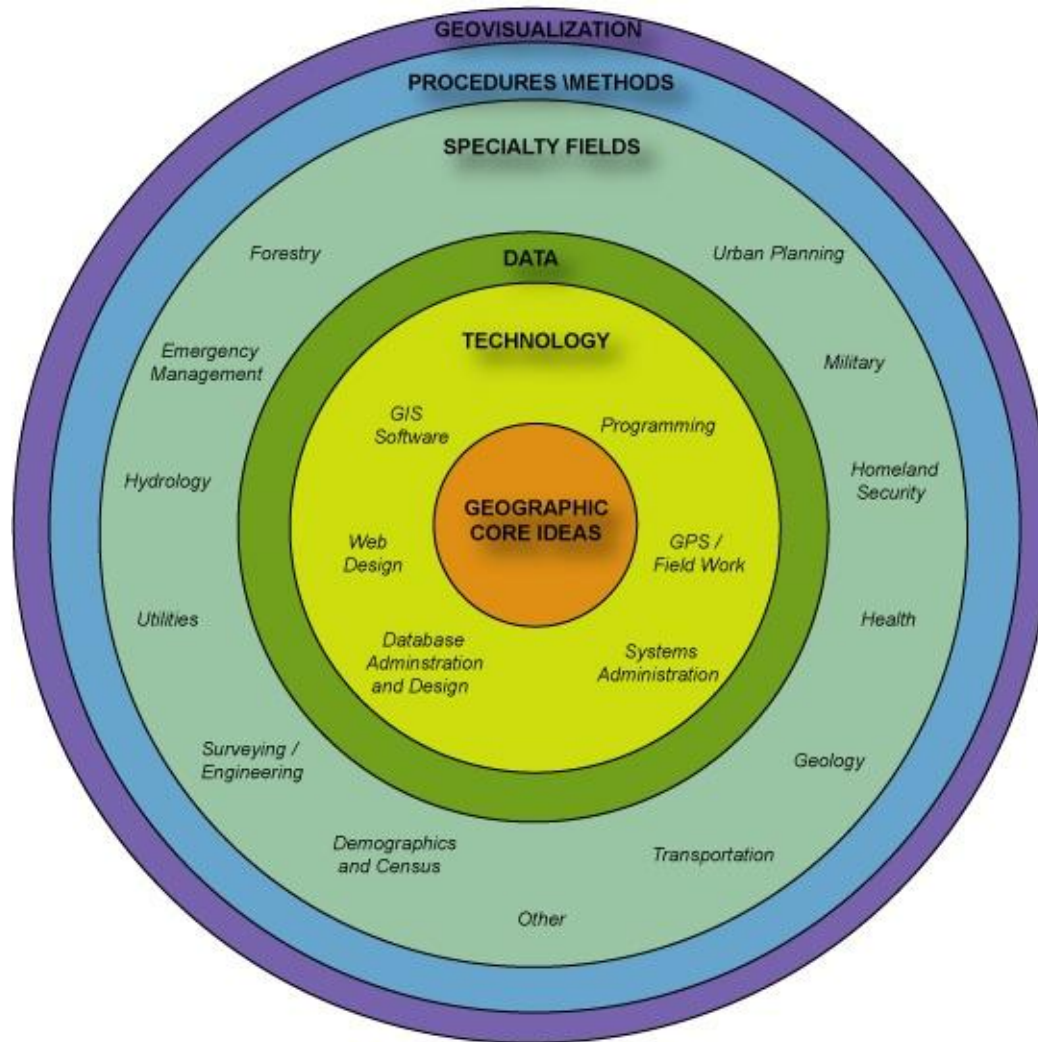 GEOVISUALIZATION
PROCEDURES \METHODS
SPECIALTY FIELDS
Forestry
Urban Planning
DATA
TECHNOLOGY
Emergency
Management
Military
GIS
Software
Programming
Hydrology
Homeland
Security
GEOGRAPHIC
CORE IDEAS
Web
Design
GPS /
Field Work
Utilities
Health
Database
Adminstration
and Design
Systems
Administration
Surveying /
Engineering
Geology
Demographics
and Census
Transportation
Other